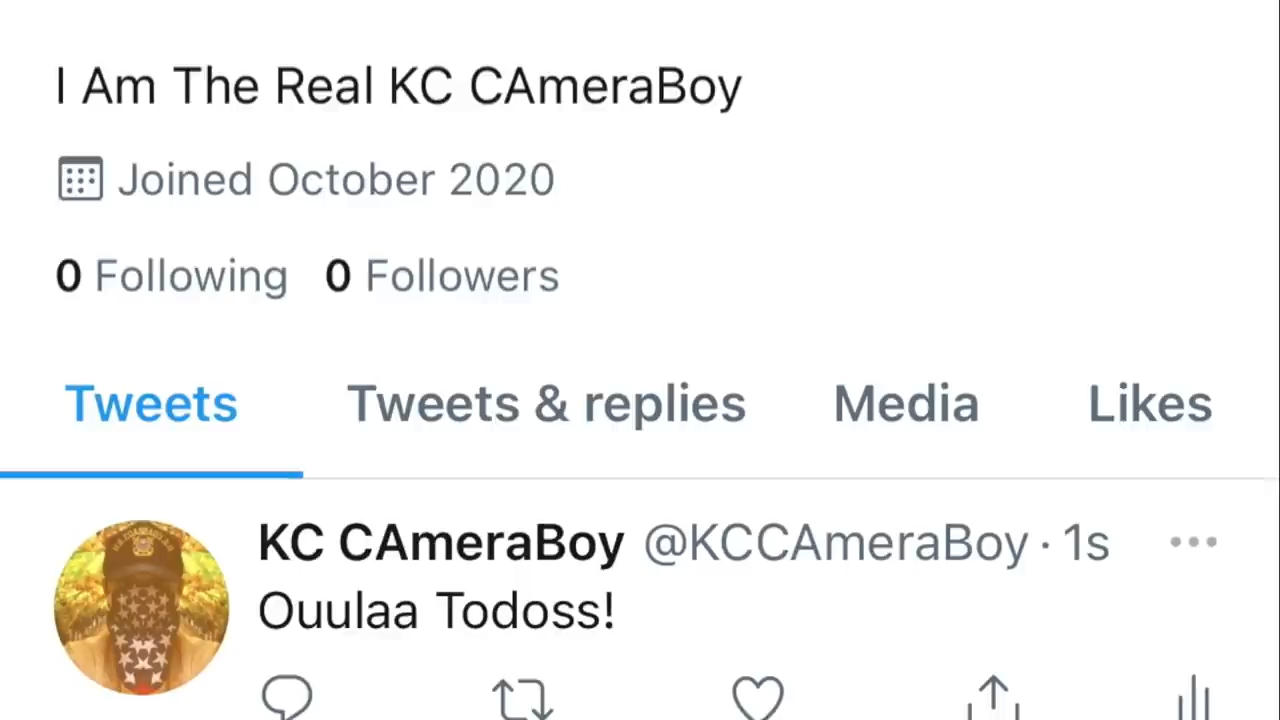 I Am The Real KC CAmeraBoy
Joined October 2020
0 Following 0 Followers
Tweets Tweets & replies Media Likes
KC CAmeraBoy @KCCAmeraBoy · 1s
Ouulaa Todoss!